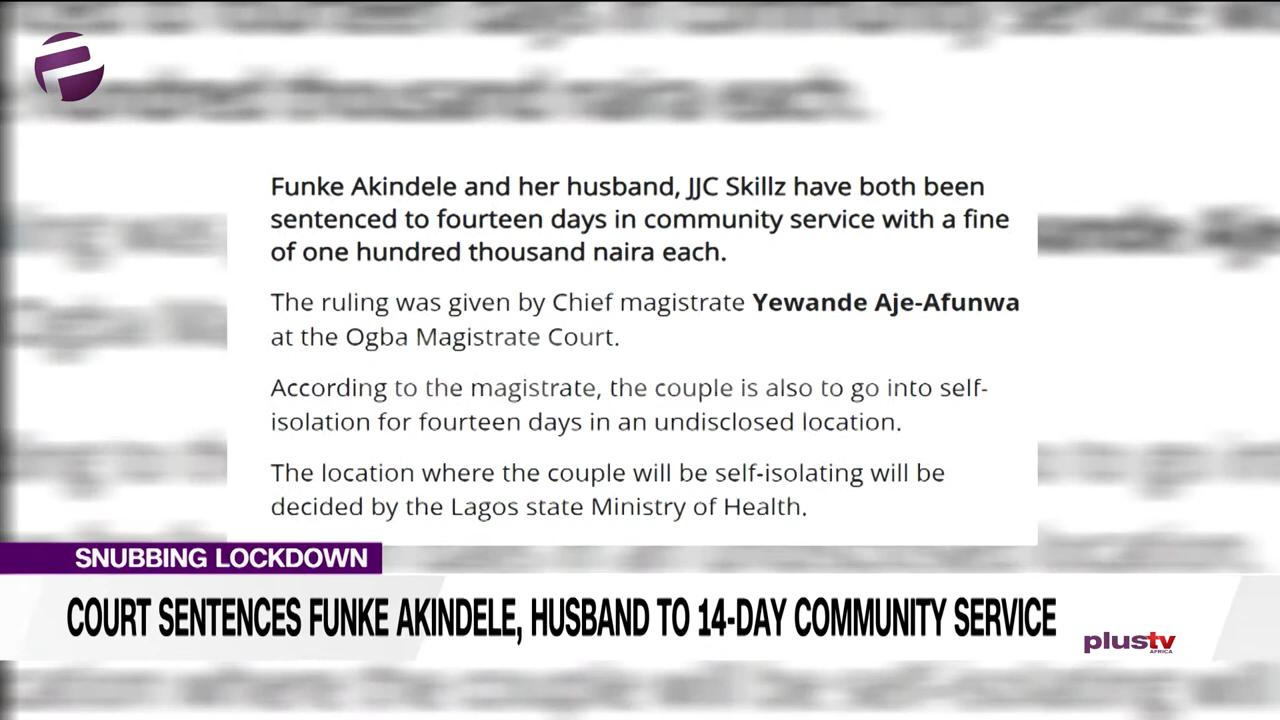 Funke Akindele and her husband, JJC Skillz have both been
sentenced to fourteen days in community service with a fine
of one hundred thousand naira each.
The ruling was given by Chief magistrate Yewande Aje-Afunwa
at the Ogba Magistrate Court.
According to the magistrate, the couple is also to go into self-
isolation for fourteen days in an undisclosed location.
The location where the couple will be self-isolating will be
decided by the Lagos state Ministry of Health.
SNUBBING LOCKDOWN
COURT SENTENCES FUNKE AKINDELE, HUSBAND TO 14-DAY COMMUNITY SERVICE
plustv
AFRICA